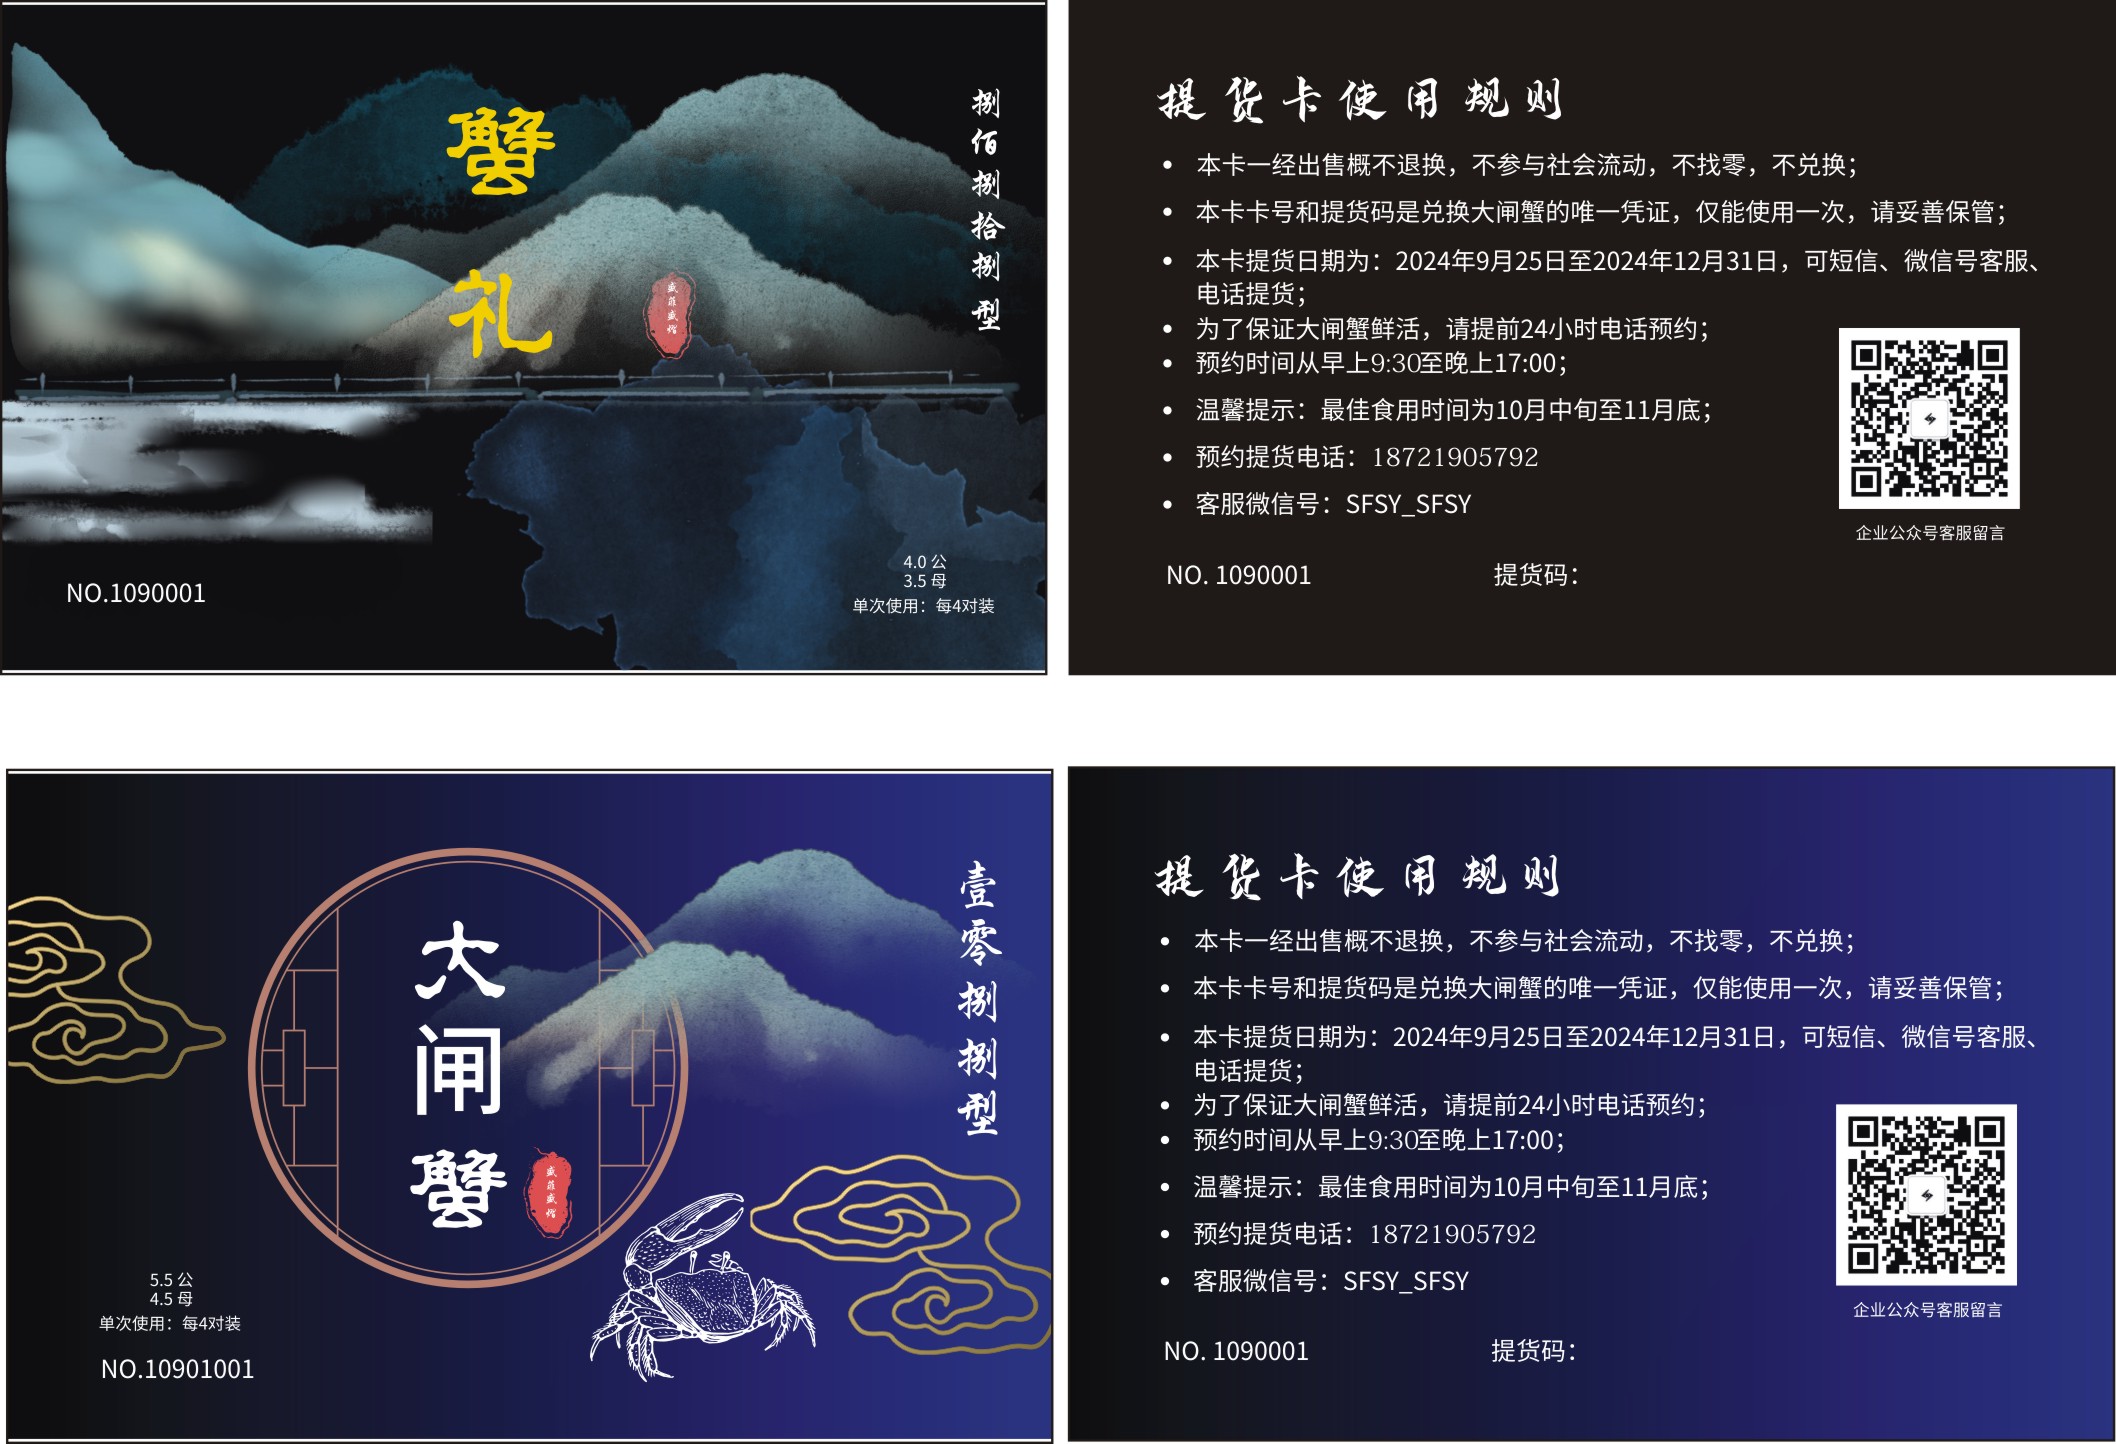 蟹
礼
捌佰捌拾捌型
盛菲盛熠
4.0 公
3.5 母
单次使用：每4对装
NO.1090001
提货卡使用规则
• 本卡一经出售概不退换，不参与社会流动，不找零，不兑换；
• 本卡卡号和提货码是兑换大闸蟹的唯一凭证，仅能使用一次，请妥善保管；
• 本卡提货日期为：2024年9月25日至2024年12月31日，可短信、微信号客服、
电话提货；
• 为了保证大闸蟹鲜活，请提前24小时电话预约；
• 预约时间从早上9:30至晚上17:00；
• 温馨提示：最佳食用时间为10月中旬至11月底；
• 预约提货电话：18721905792
• 客服微信号：SFSY_SFSY
企业公众号客服留言
NO. 1090001 提货码：
大
闸
蟹
壹零捌捌型
盛菲盛熠
5.5 公
4.5 母
单次使用：每4对装
NO.10901001
提货卡使用规则
• 本卡一经出售概不退换，不参与社会流动，不找零，不兑换；
• 本卡卡号和提货码是兑换大闸蟹的唯一凭证，仅能使用一次，请妥善保管；
• 本卡提货日期为：2024年9月25日至2024年12月31日，可短信、微信号客服、
电话提货；
• 为了保证大闸蟹鲜活，请提前24小时电话预约；
• 预约时间从早上9:30至晚上17:00；
• 温馨提示：最佳食用时间为10月中旬至11月底；
• 预约提货电话：18721905792
• 客服微信号：SFSY_SFSY
企业公众号客服留言
NO. 1090001 提货码：